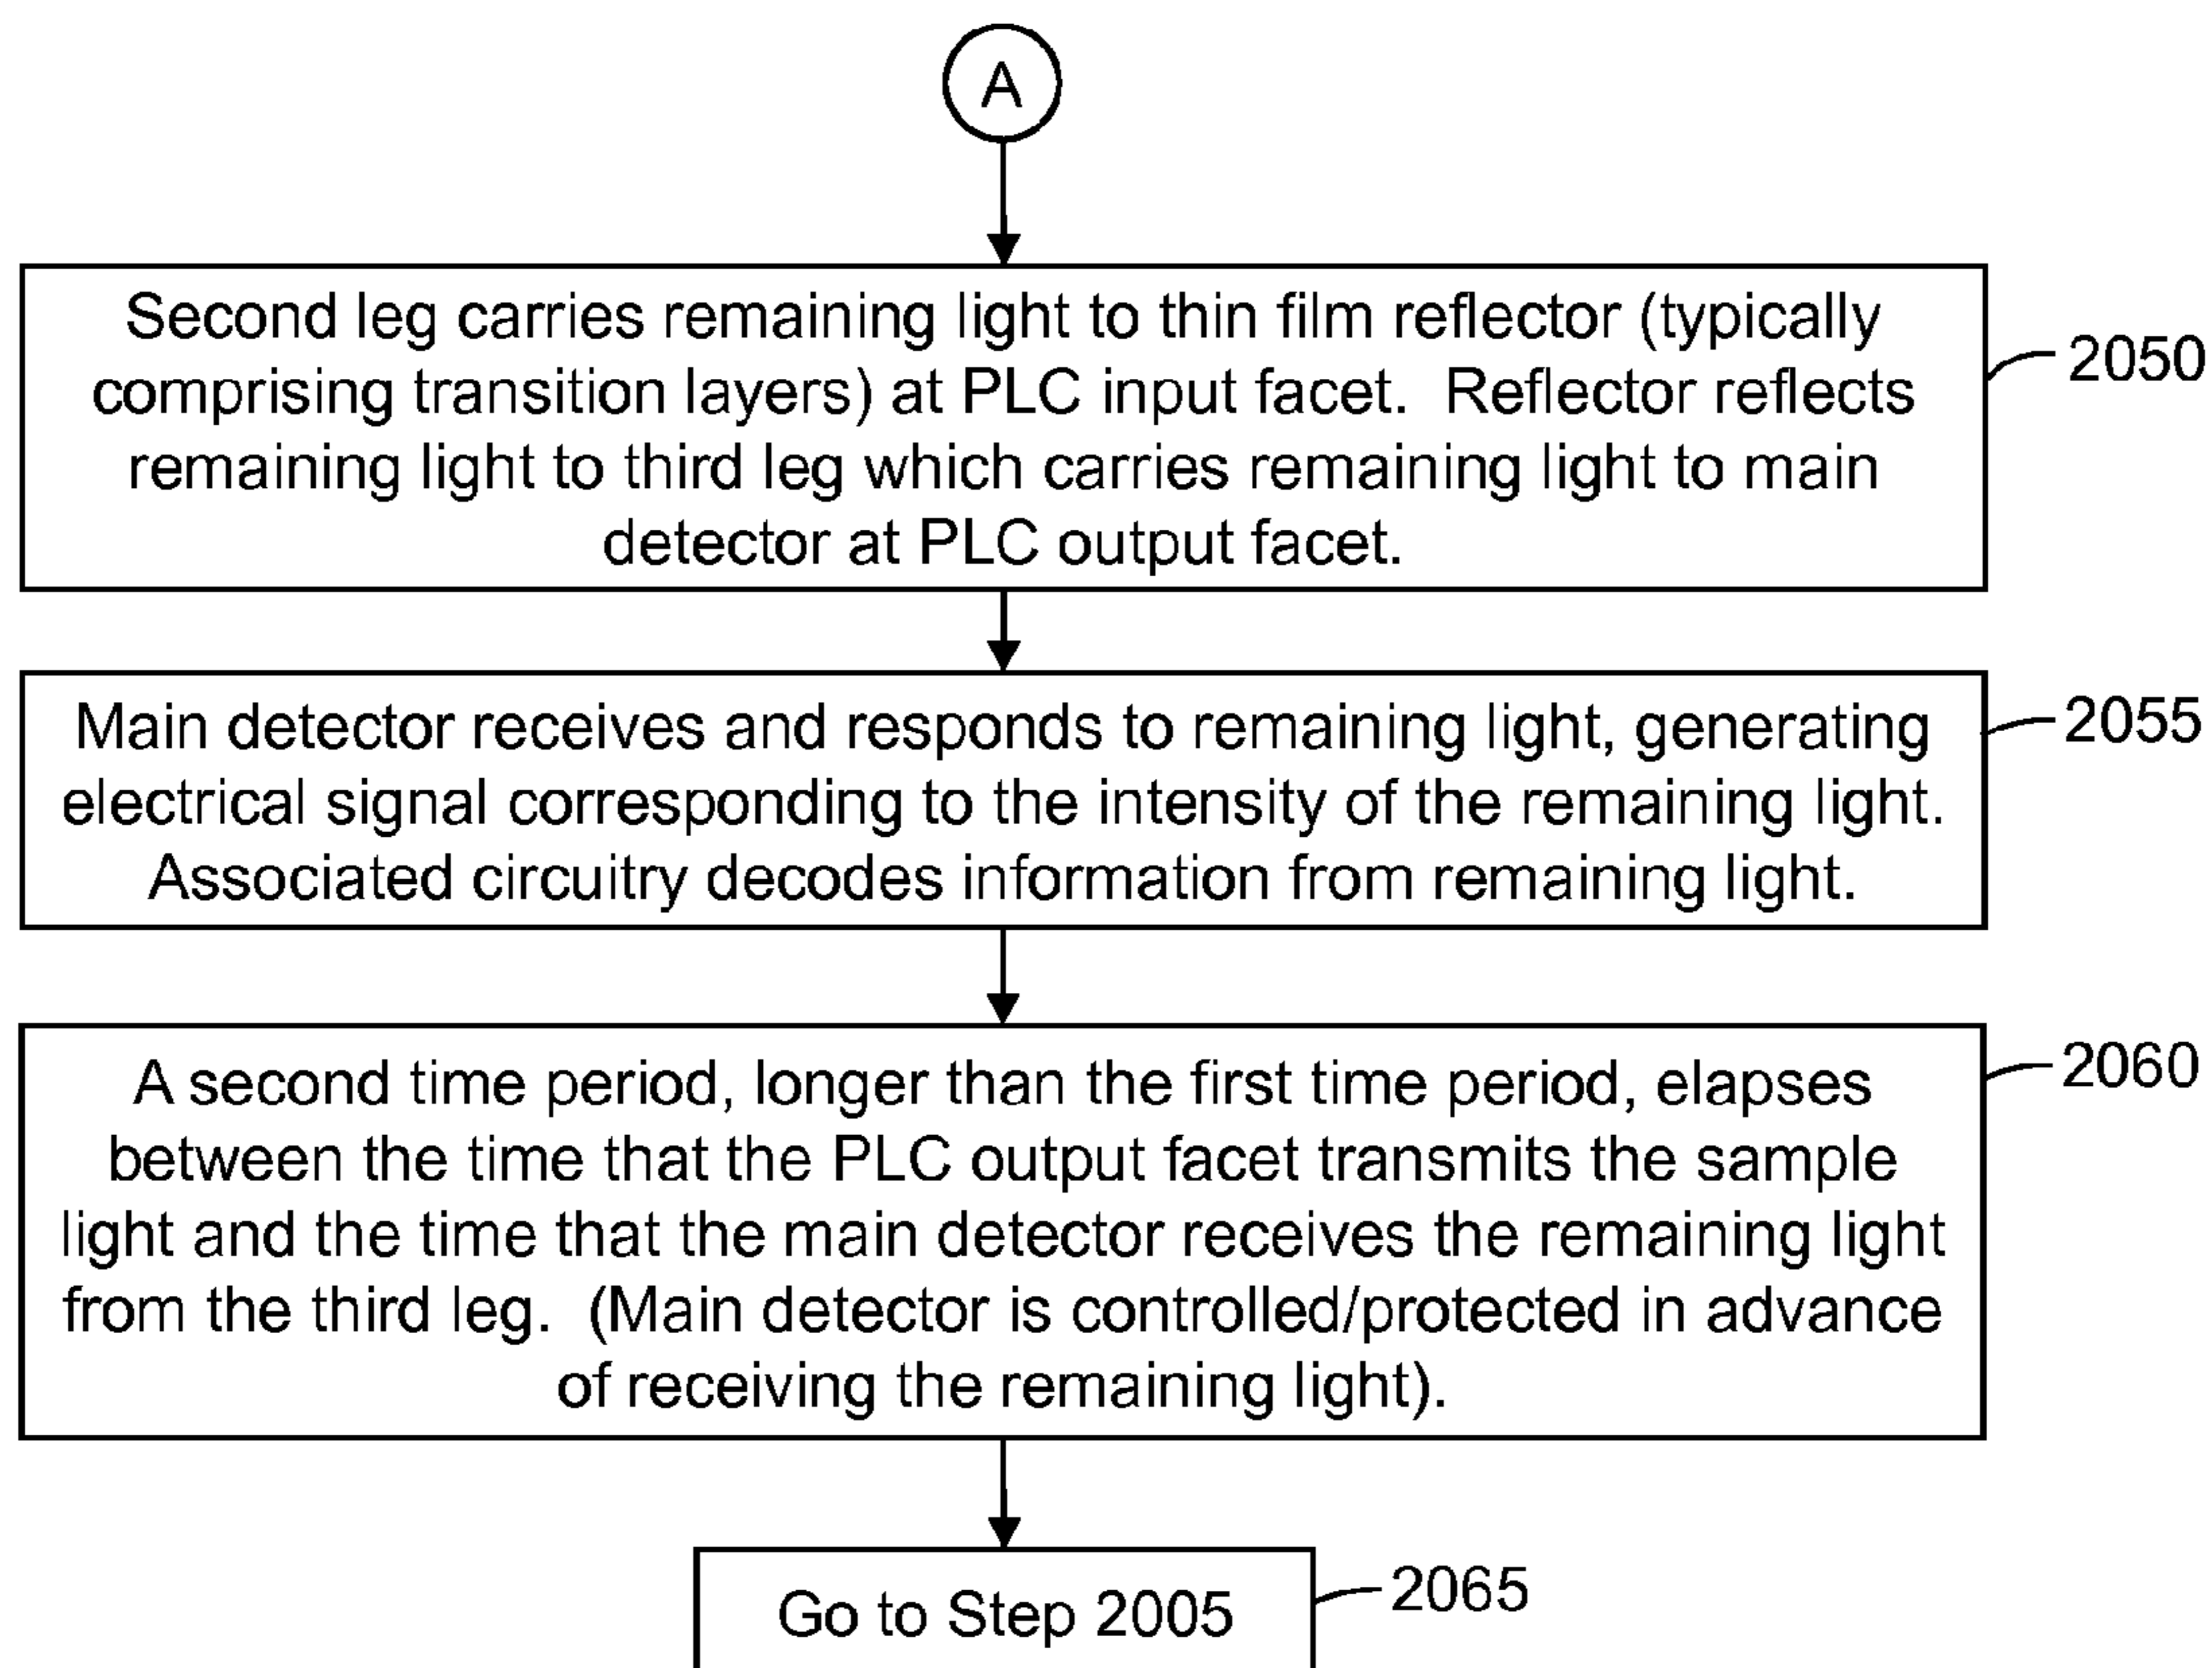 A
Second leg carries remaining light to thin film reflector (typically
comprising transition layers) at PLC input facet. Reflector reflects
remaining light to third leg which carries remaining light to main
detector at PLC output facet.
2050
Main detector receives and responds to remaining light, generating
electrical signal corresponding to the intensity of the remaining light.
Associated circuitry decodes information from remaining light.
2055
A second time period, longer than the first time period, elapses
between the time that the PLC output facet transmits the sample
light and the time that the main detector receives the remaining light
from the third leg. (Main detector is controlled/protected in advance
of receiving the remaining light).
2060
Go to Step 2005
2065